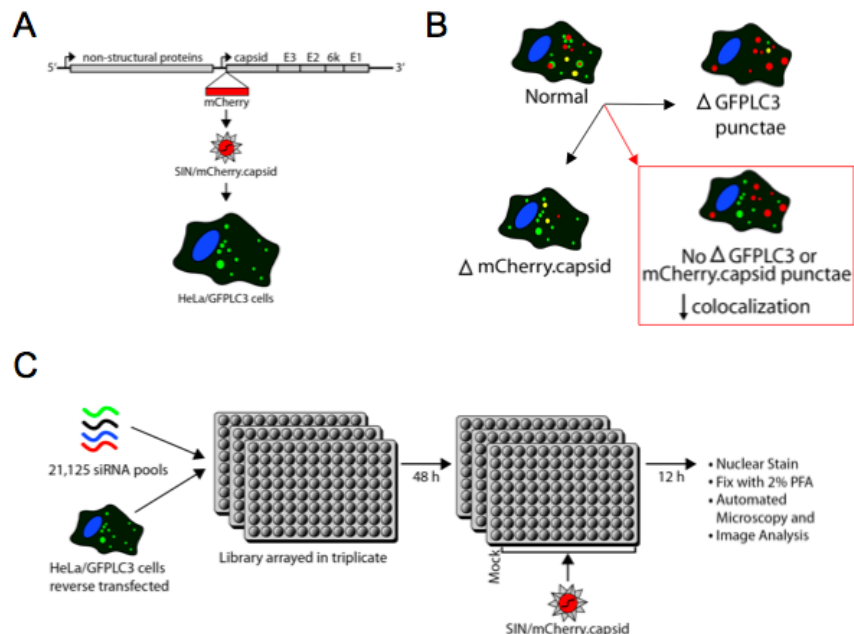 A
5' non-structural proteins capsid E3 E2 6k E1 3'
mCherry
SIN/mCherry.capsid
HeLa/GFPLC3 cells
B
Normal
Δ GFPLC3
punctae
Δ mCherry.capsid
No Δ GFPLC3 or
mCherry.capsid punctae
↓ colocalization
C
21,125 siRNA pools
HeLa/GFPLC3 cells
reverse transfected
Library arrayed in triplicate
48 h
Mock
SIN/mCherry.capsid
12 h
• Nuclear Stain
• Fix with 2% PFA
• Automated
Microscopy and
• Image Analysis